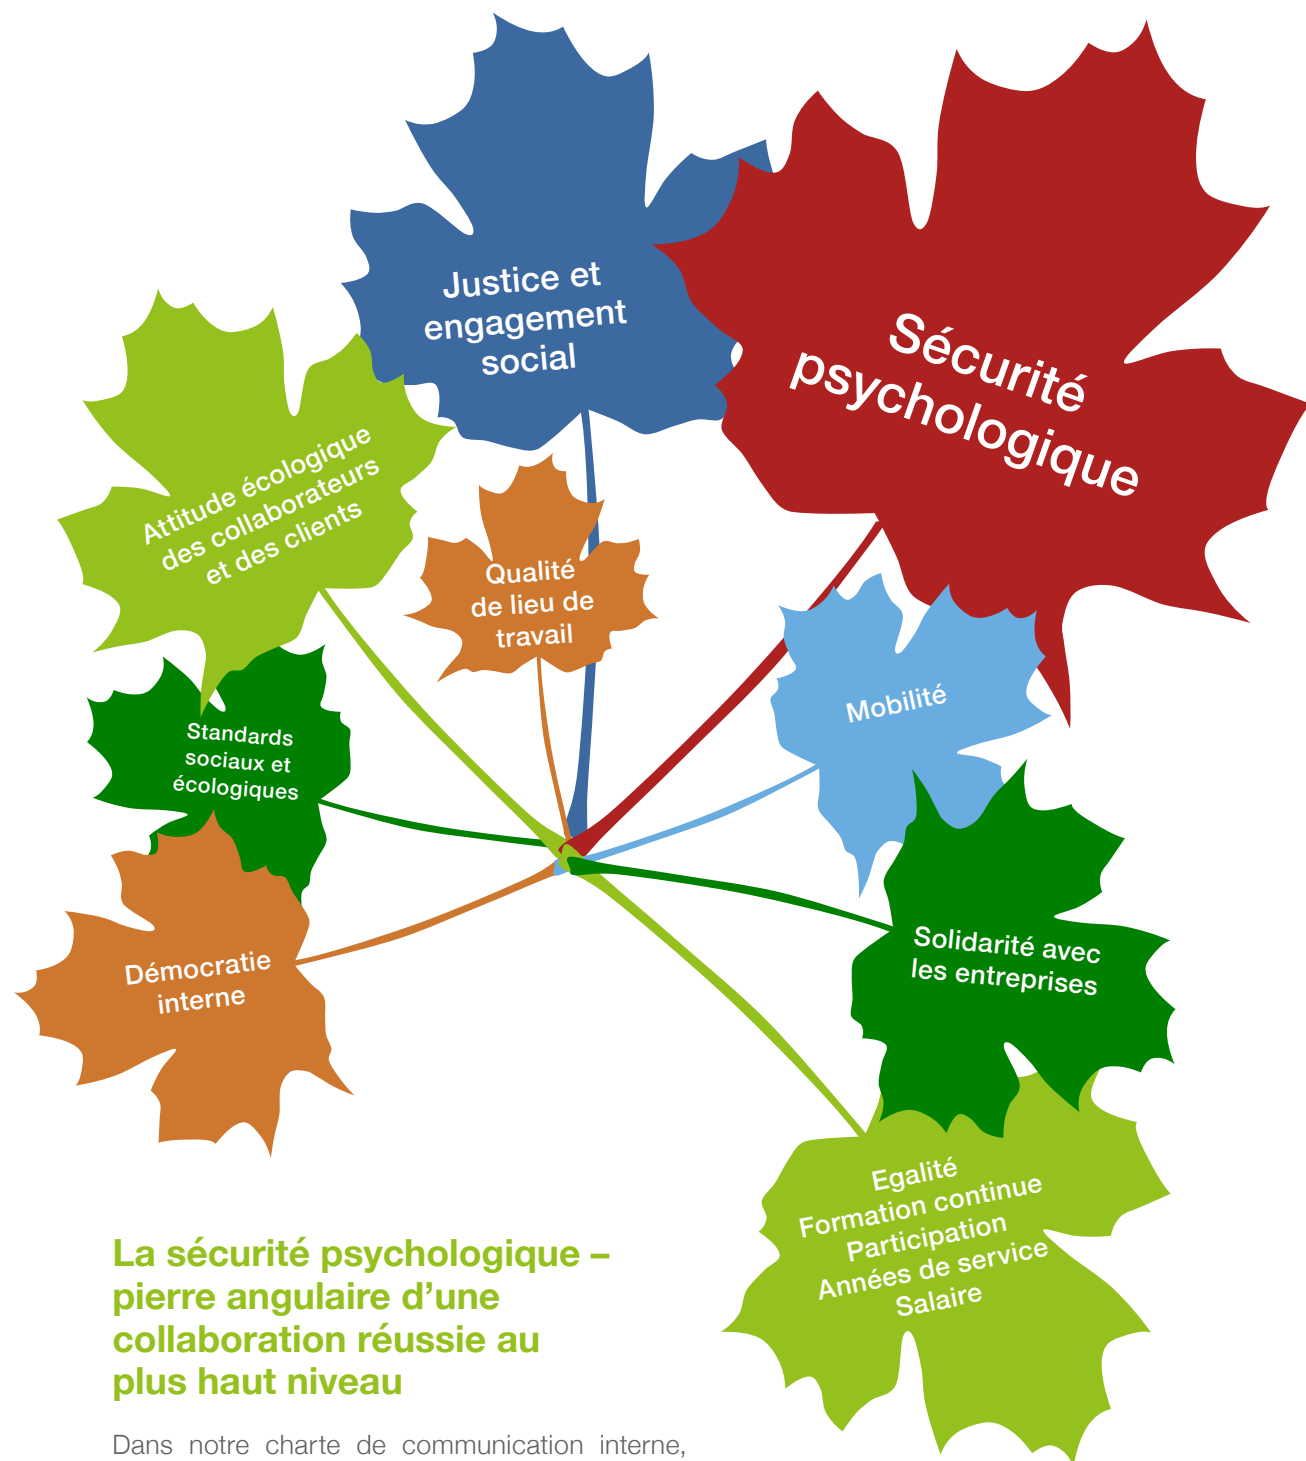 Justice et
engagement
social
Sécurité
psychologique
Attitude écologique
des collaborateurs
et des clients
Qualité
de lieu de
travail
Mobilité
Standards
sociaux et
écologiques
Solidarité avec
les entreprises
Démocratie
interne
Egalité
Formation continue
Participation
Années de service
Salaire
La sécurité psychologique –
pierre angulaire d’une
collaboration réussie au
plus haut niveau
Dans notre charte de communication interne,